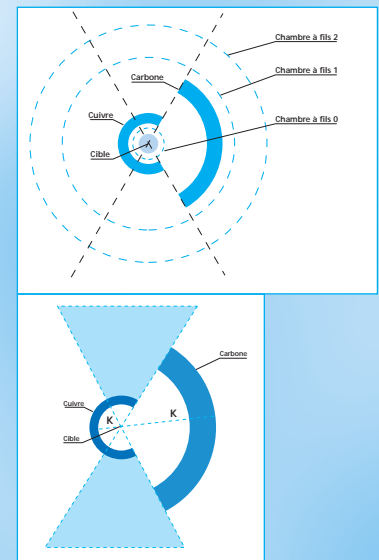 Chambre à fils 2
Chambre à fils 1
Carbone
Cuivre
Chambre à fils 0
Cible
Carbone
Cuivre
K
K
Cible